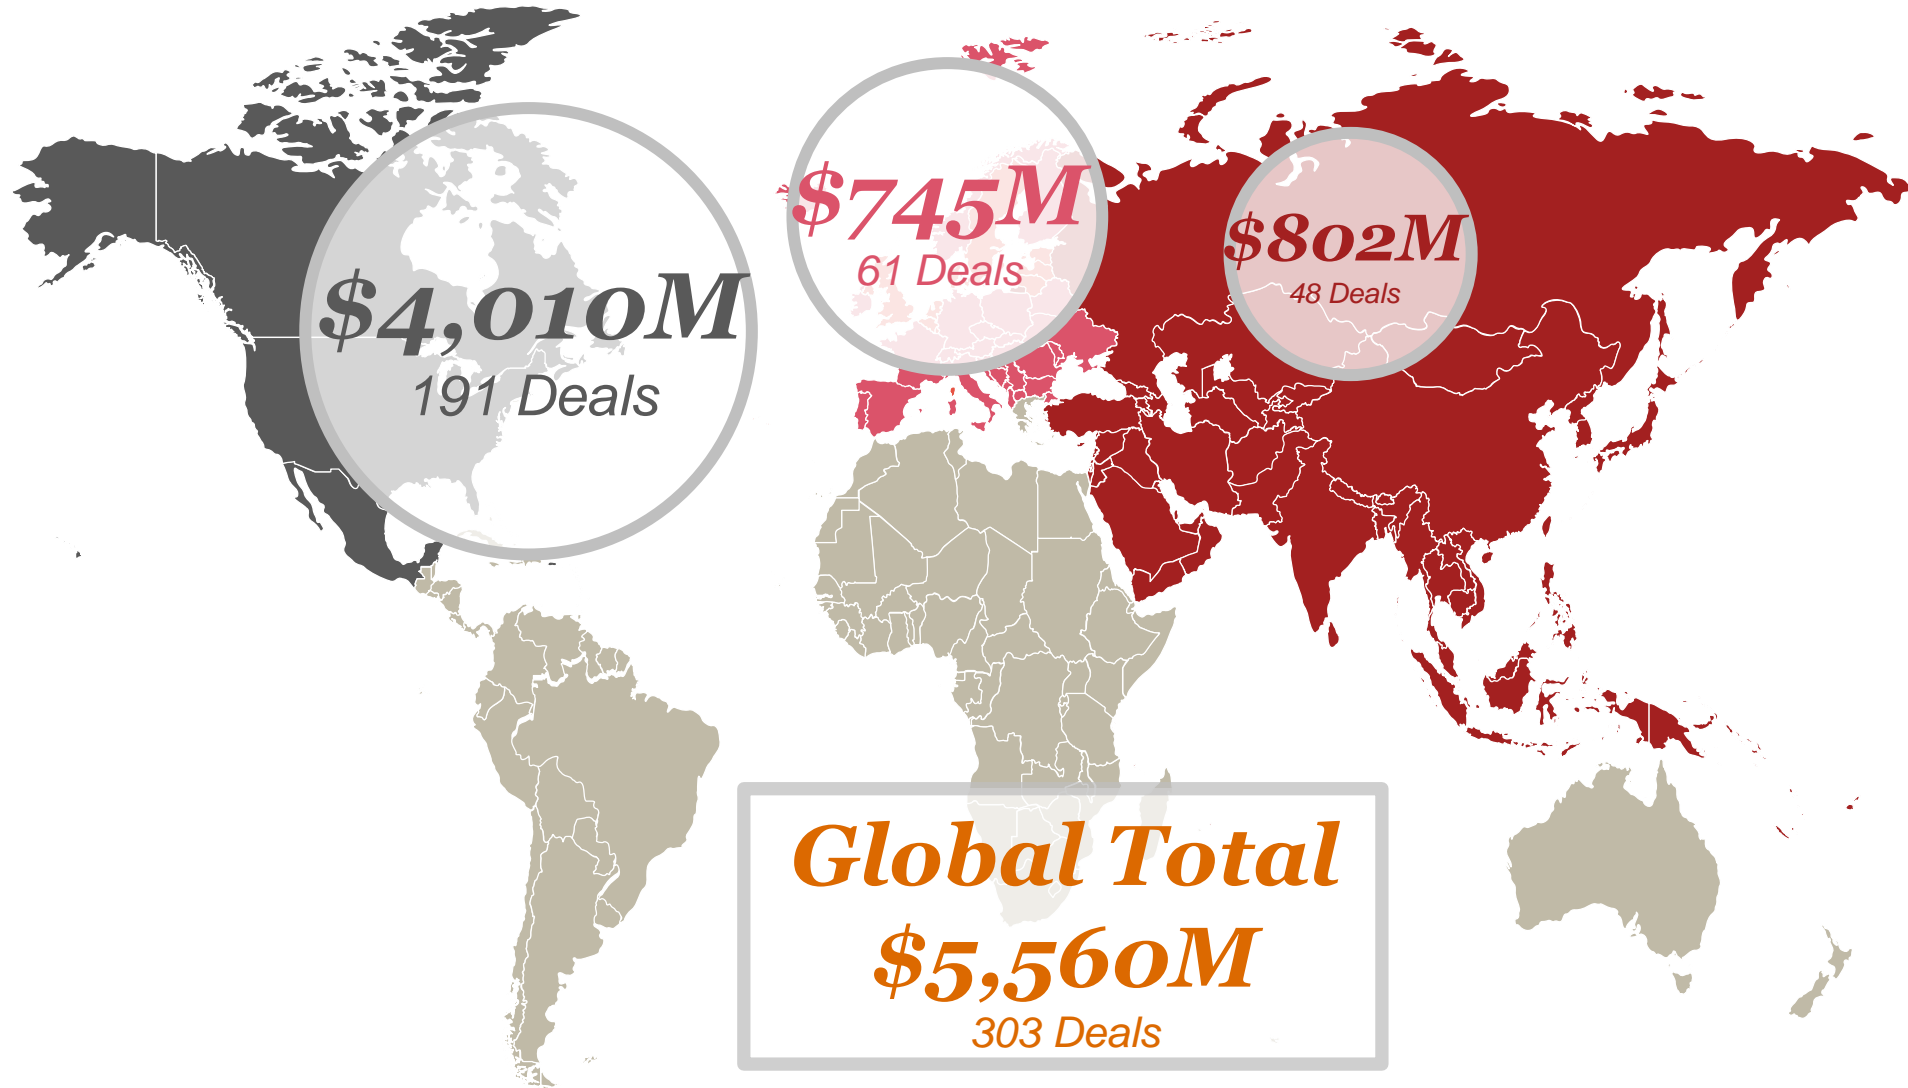 $4,010M
191 Deals
$745M
61 Deals
$802M
48 Deals
Global Total
$5,560M
303 Deals